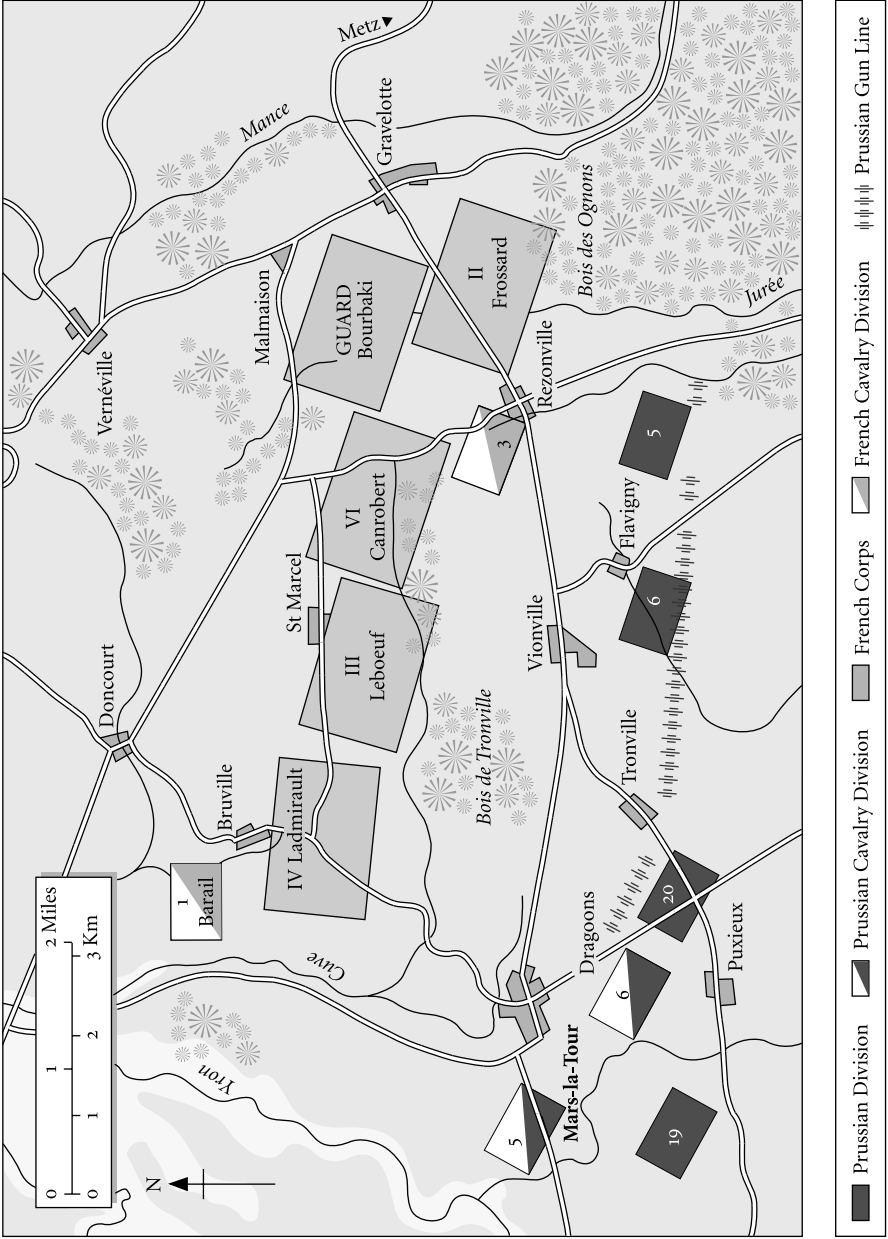 Metz
Mance
Gravelotte
Vernéville
Malmaison
GUARD
Bourbaki
II
Frossard
Bois des Ognons
Jurée
Rezonville
3
5
VI
Canrobert
Flavigny
6
St Marcel
III
Leboeuf
Vionville
Doncourt
Bruville
IV Ladmirault
Bois de Tronville
Tronville
1
Barail
20
Dragoons
Puxieux
6
Cuve
Yron
Mars-la-Tour
5
19
0 1 2 Miles
0 1 2 3 Km
N
Prussian Division
Prussian Cavalry Division
French Corps
French Cavalry Division
Prussian Gun Line